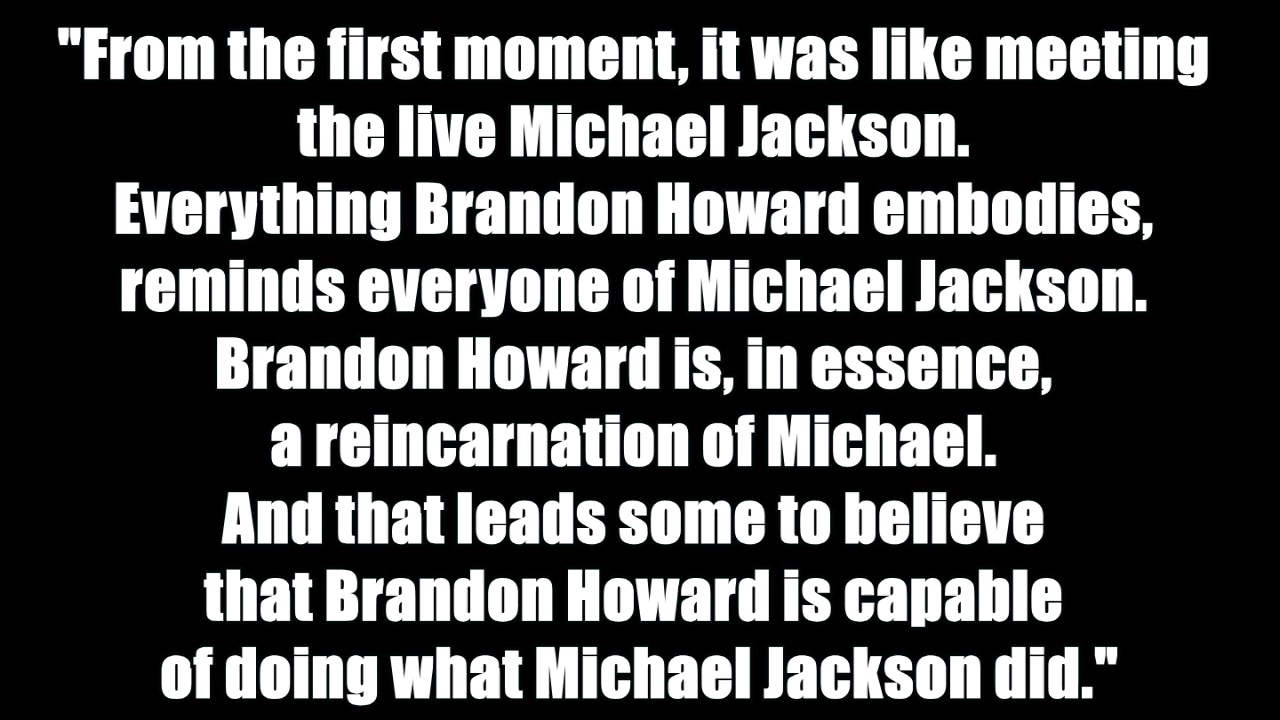 "From the first moment, it was like meeting
the live Michael Jackson.
Everything Brandon Howard embodies,
reminds everyone of Michael Jackson.
Brandon Howard is, in essence,
a reincarnation of Michael.
And that leads some to believe
that Brandon Howard is capable
of doing what Michael Jackson did."